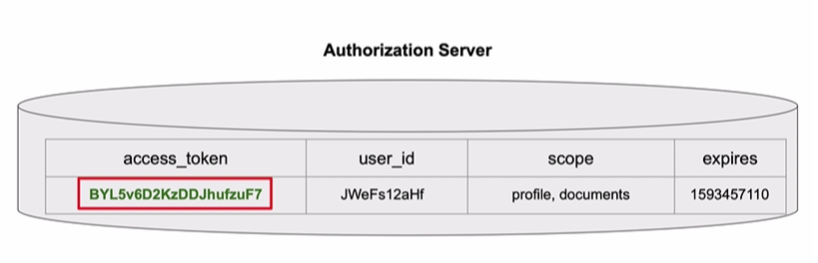 Authorization Server
access_token user_id scope expires
BYL5v6D2KzDDJhufzuF7 JWeFs12aHf profile, documents 1593457110